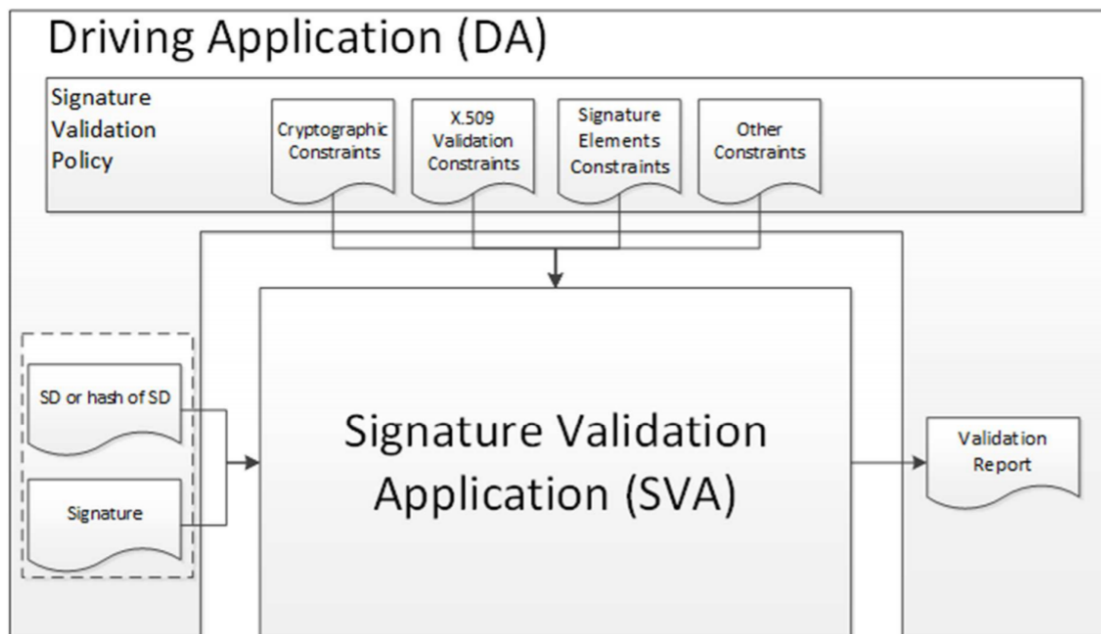 Driving Application (DA)
Signature
Validation
Policy
Cryptographic
Constraints
X.509
Validation
Constraints
Signature
Elements
Constraints
Other
Constraints
SD or hash of SD
Signature
Signature Validation
Application (SVA)
Validation
Report